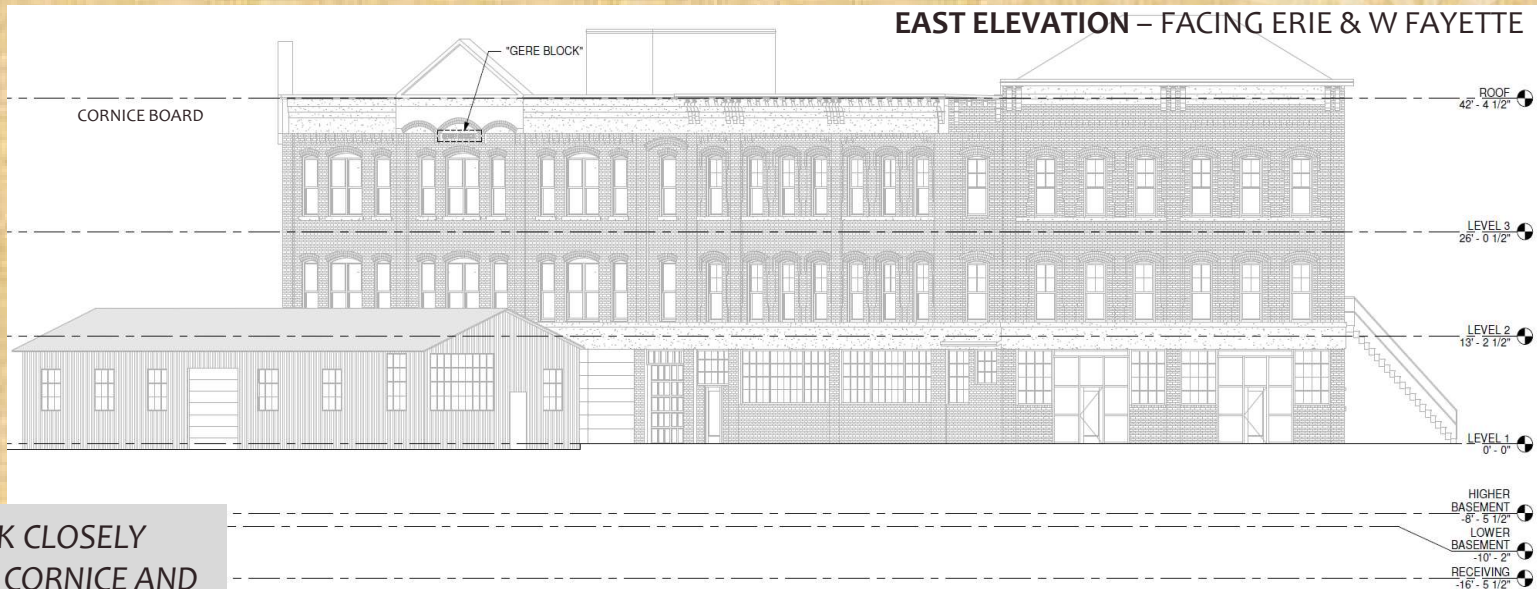 EAST ELEVATION – FACING ERIE & W FAYETTE
"GERE BLOCK"
CORNICE BOARD
ROOF
42' - 4 1/2"
LEVEL 3
26' - 0 1/2"
LEVEL 2
13' - 2 1/2"
LEVEL 1
0' - 0"
HIGHER
BASEMENT
-8' - 5 1/2"
LOWER
BASEMENT
-10' - 2"
RECEIVING
-16' - 5 1/2"
K CLOSELY
CORNICE AND